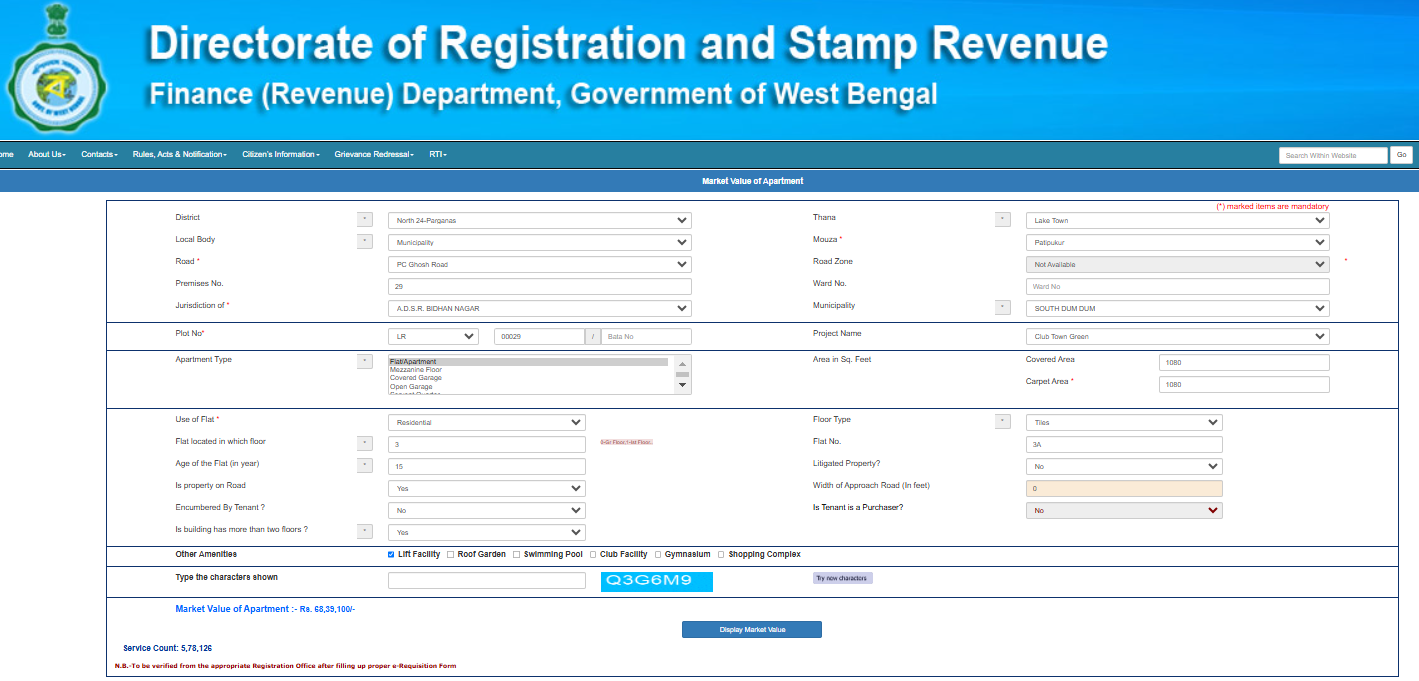 Directorate of Registration and Stamp Revenue
Finance (Revenue) Department, Government of West Bengal
ome About Us Contacts Rules, Acts & Notification Citizen's Information Grievance Redressal RTI Search Within Website Go
Market Value of Apartment
(*) marked items are mandatory
District * North 24-Parganas Thana * Lake Town
Local Body * Municipality Mouza * Patipukur
Road * PC Ghosh Road Road Zone Not Available *
Premises No. 29 Ward No. Ward No
Jurisdiction of * A.D.S.R. BIDHAN NAGAR Municipality * SOUTH DUM DUM
Plot No* LR 00029 / Bata No Project Name Club Town Green
Apartment Type * Flat/Apartment Area in Sq. Feet Covered Area 1080
Mezzanine Floor
Covered Garage Carpet Area * 1080
Open Garage
Use of Flat * Residential Floor Type * Tiles
Flat located in which floor * 3 0-Gr Floor,1-Ist Floor.. Flat No. 3A
Age of the Flat (in year) * 15 Litigated Property? No
Is property on Road Yes Width of Approach Road (In feet) 0
Encumbered By Tenant ? No Is Tenant is a Purchaser? No
Is building has more than two floors ? * Yes
Other Amenities Lift Facility Roof Garden Swimming Pool Club Facility Gymnasium Shopping Complex
Type the characters shown Q3G6M9 Try new characters
Market Value of Apartment :- Rs. 68,39,100/-
Display Market Value
Service Count: 5,78,126
N.B.-To be verified from the appropriate Registration Office after filling up proper e-Requisition Form